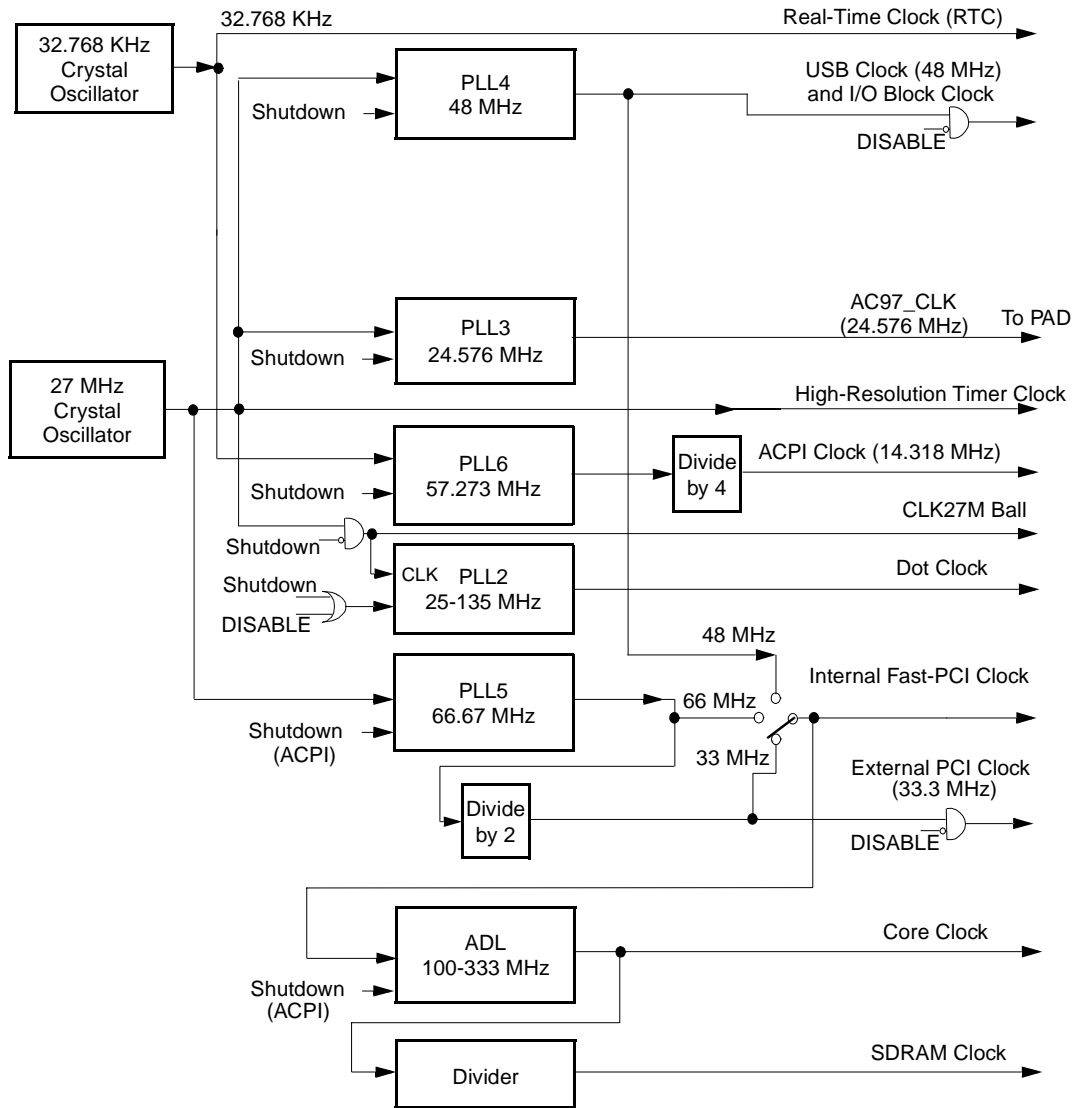 32.768 KHz
Real-Time Clock (RTC)
32.768 KHz
Crystal
Oscillator
PLL4
48 MHz
Shutdown
USB Clock (48 MHz)
and I/O Block Clock
DISABLE
PLL3
24.576 MHz
Shutdown
AC97_CLK
(24.576 MHz)
To PAD
27 MHz
Crystal
Oscillator
High-Resolution Timer Clock
PLL6
57.273 MHz
Shutdown
Divide
by 4
ACPI Clock (14.318 MHz)
CLK27M Ball
Shutdown
CLK
PLL2
25-135 MHz
Shutdown
DISABLE
Dot Clock
48 MHz
PLL5
66.67 MHz
Shutdown
(ACPI)
66 MHz
33 MHz
Internal Fast-PCI Clock
Divide
by 2
External PCI Clock
(33.3 MHz)
DISABLE
ADL
100-333 MHz
Shutdown
(ACPI)
Core Clock
Divider
SDRAM Clock